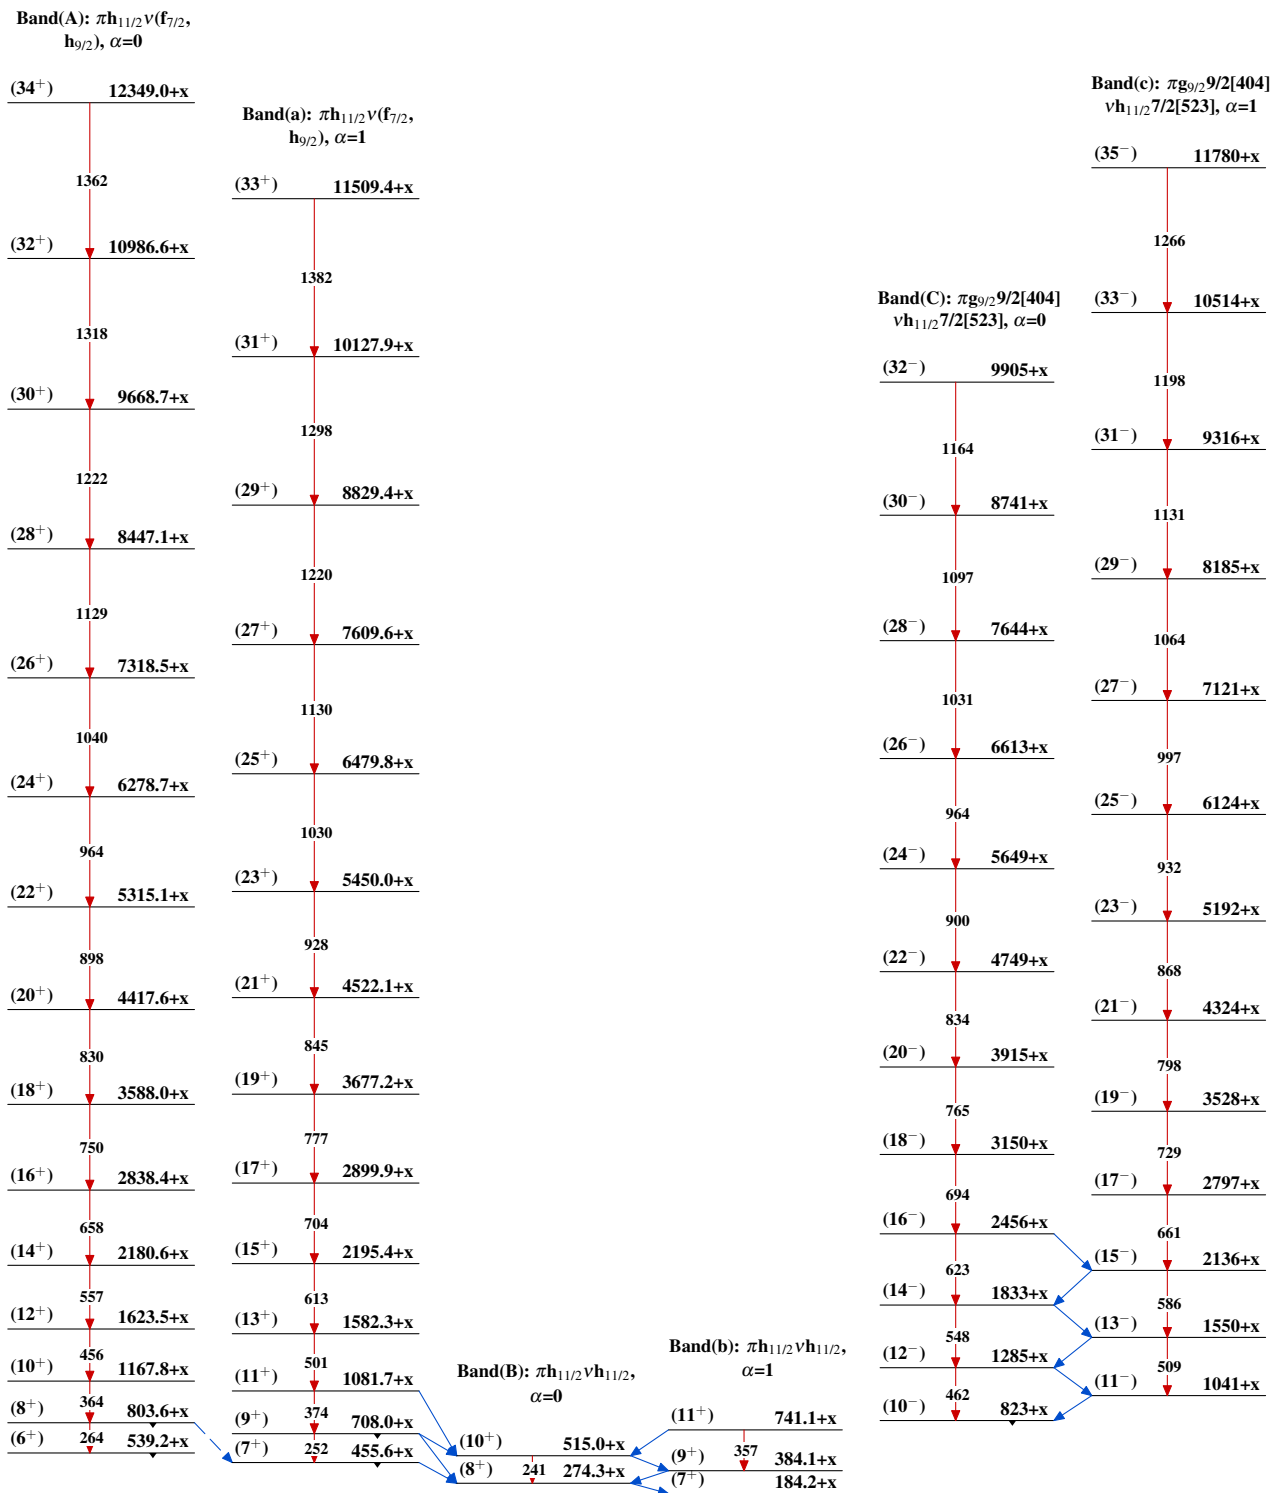 Band(A): πh11/2ν(f7/2,
h9/2), α=0
(34+) 12349.0+x
1362
(32+) 10986.6+x
1318
(30+) 9668.7+x
1222
(28+) 8447.1+x
1129
(26+) 7318.5+x
1040
(24+) 6278.7+x
964
(22+) 5315.1+x
898
(20+) 4417.6+x
830
(18+) 3588.0+x
750
(16+) 2838.4+x
658
(14+) 2180.6+x
557
(12+) 1623.5+x
456
(10+) 1167.8+x
364
(8+) 803.6+x
264
(6+) 539.2+x
Band(a): πh11/2ν(f7/2,
h9/2), α=1
(33+) 11509.4+x
1382
(31+) 10127.9+x
1298
(29+) 8829.4+x
1220
(27+) 7609.6+x
1130
(25+) 6479.8+x
1030
(23+) 5450.0+x
928
(21+) 4522.1+x
845
(19+) 3677.2+x
777
(17+) 2899.9+x
704
(15+) 2195.4+x
613
(13+) 1582.3+x
501
(11+) 1081.7+x
374
(9+) 708.0+x
252
(7+) 455.6+x
Band(B): πh11/2νh11/2,
α=0
(10+) 515.0+x
241
(8+) 274.3+x
Band(b): πh11/2νh11/2,
α=1
(11+) 741.1+x
357
(9+) 384.1+x
(7+) 184.2+x
Band(C): πg9/29/2[404]
νh11/27/2[523], α=0
(32−) 9905+x
1164
(30−) 8741+x
1097
(28−) 7644+x
1031
(26−) 6613+x
964
(24−) 5649+x
900
(22−) 4749+x
834
(20−) 3915+x
765
(18−) 3150+x
694
(16−) 2456+x
623
(14−) 1833+x
548
(12−) 1285+x
462
(10−) 823+x
Band(c): πg9/29/2[404]
νh11/27/2[523], α=1
(35−) 11780+x
1266
(33−) 10514+x
1198
(31−) 9316+x
1131
(29−) 8185+x
1064
(27−) 7121+x
997
(25−) 6124+x
932
(23−) 5192+x
868
(21−) 4324+x
798
(19−) 3528+x
729
(17−) 2797+x
661
(15−) 2136+x
586
(13−) 1550+x
509
(11−) 1041+x